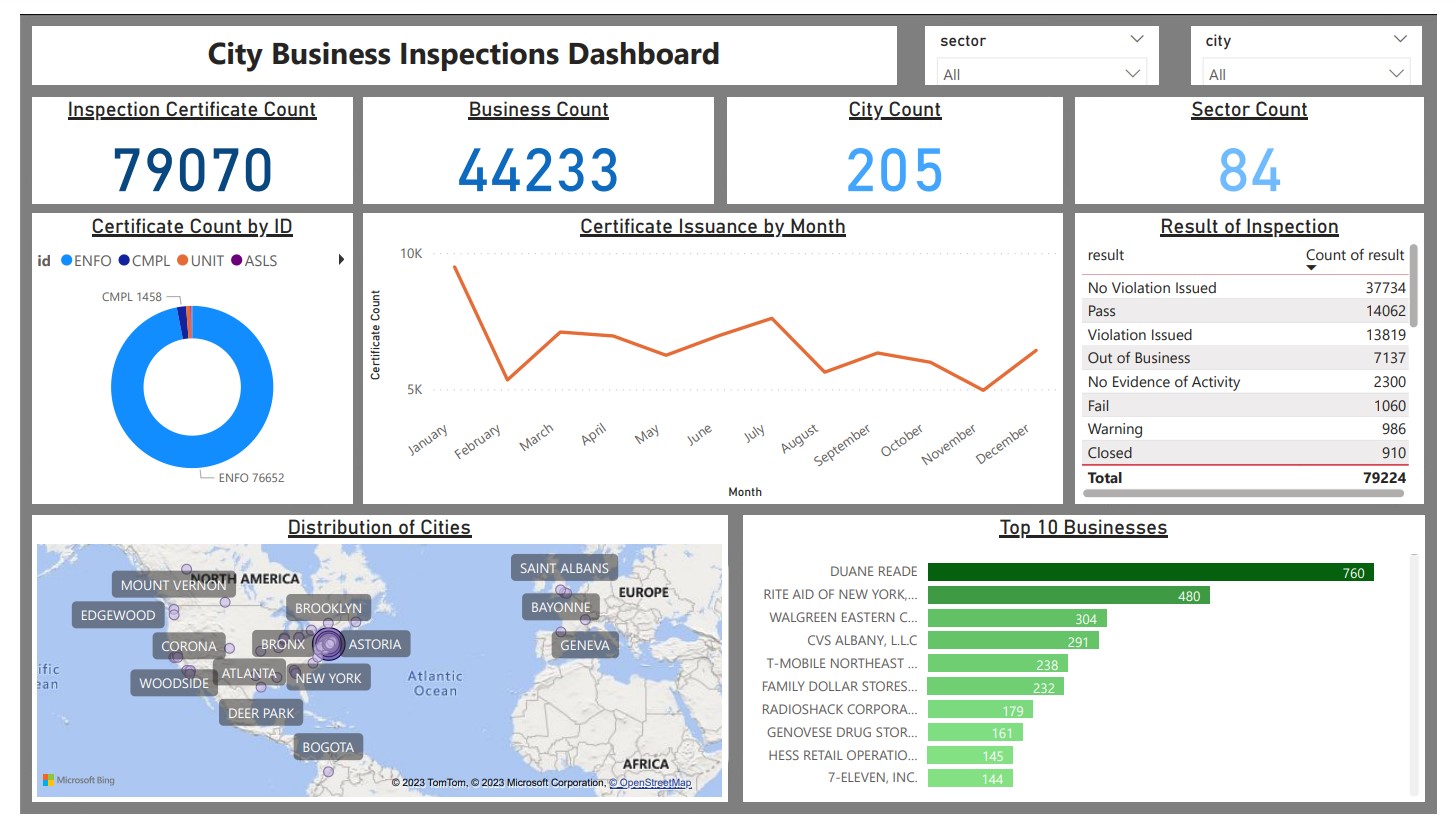 City Business Inspections Dashboard
sector
All
city
All
Inspection Certificate Count
79070
Business Count
44233
City Count
205
Sector Count
84
Certificate Count by ID
id ENFO CMPL UNIT ASLS
CMPL 1458
ENFO 76652
Certificate Issuance by Month
10K
5K
Certificate Count
January
February
March
April
May
June
July
August
September
October
November
December
Month
Result of Inspection
result Count of result
No Violation Issued 37734
Pass 14062
Violation Issued 13819
Out of Business 7137
No Evidence of Activity 2300
Fail 1060
Warning 986
Closed 910
Total 79224
Distribution of Cities
NORTH AMERICA
MOUNT VERNON
EDGEWOOD
BROOKLYN
CORONA
BRONX
ASTORIA
ATLANTA
WOODSIDE
NEW YORK
DEER PARK
BOGOTA
SAINT ALBANS
EUROPE
BAYONNE
GENEVA
ific
ean
Atlantic
Ocean
AFRICA
Microsoft Bing
© 2023 TomTom, © 2023 Microsoft Corporation, © OpenStreetMap
Top 10 Businesses
DUANE READE 760
RITE AID OF NEW YORK,... 480
WALGREEN EASTERN C... 304
CVS ALBANY, L.L.C 291
T-MOBILE NORTHEAST ... 238
FAMILY DOLLAR STORES... 232
RADIOSHACK CORPORA... 179
GENOVESE DRUG STOR... 161
HESS RETAIL OPERATIO... 145
7-ELEVEN, INC. 144